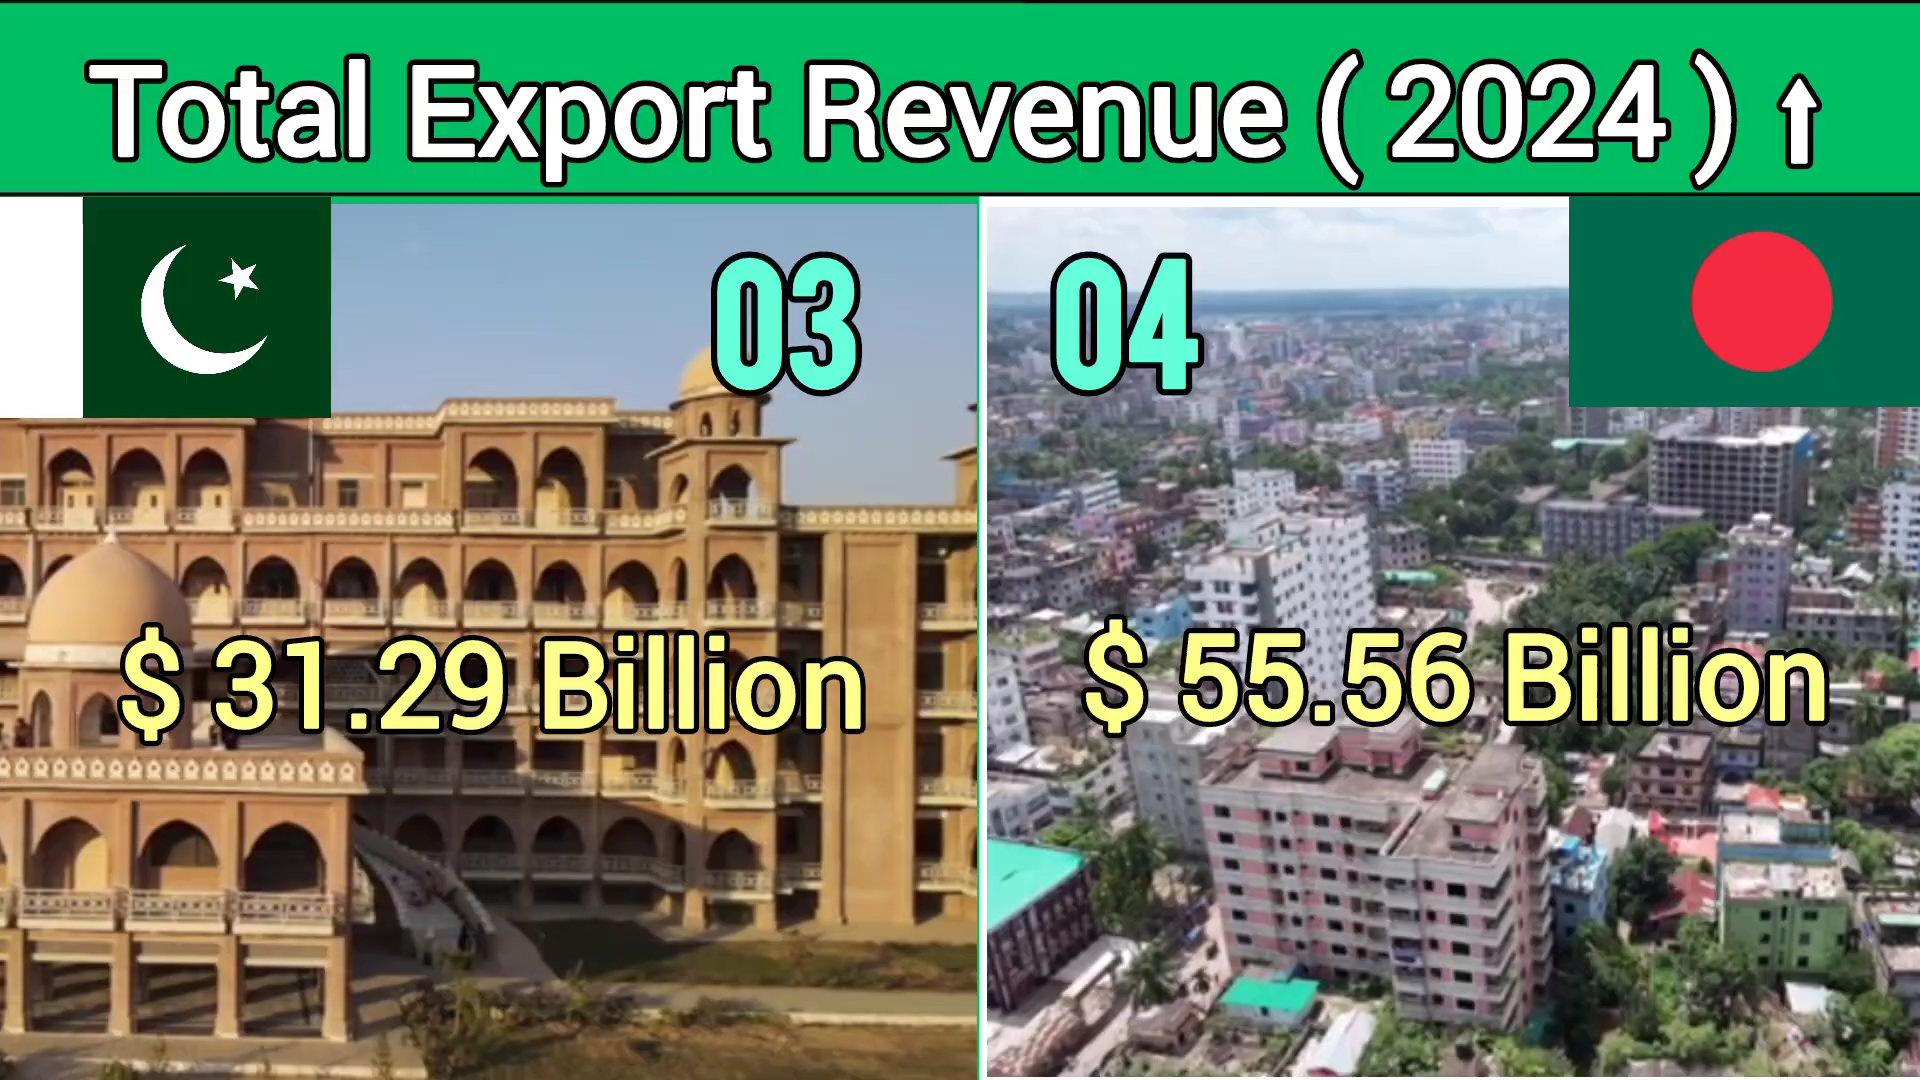 Total Export Revenue ( 2024 ) ↑
03
04
$ 31.29 Billion
$ 55.56 Billion